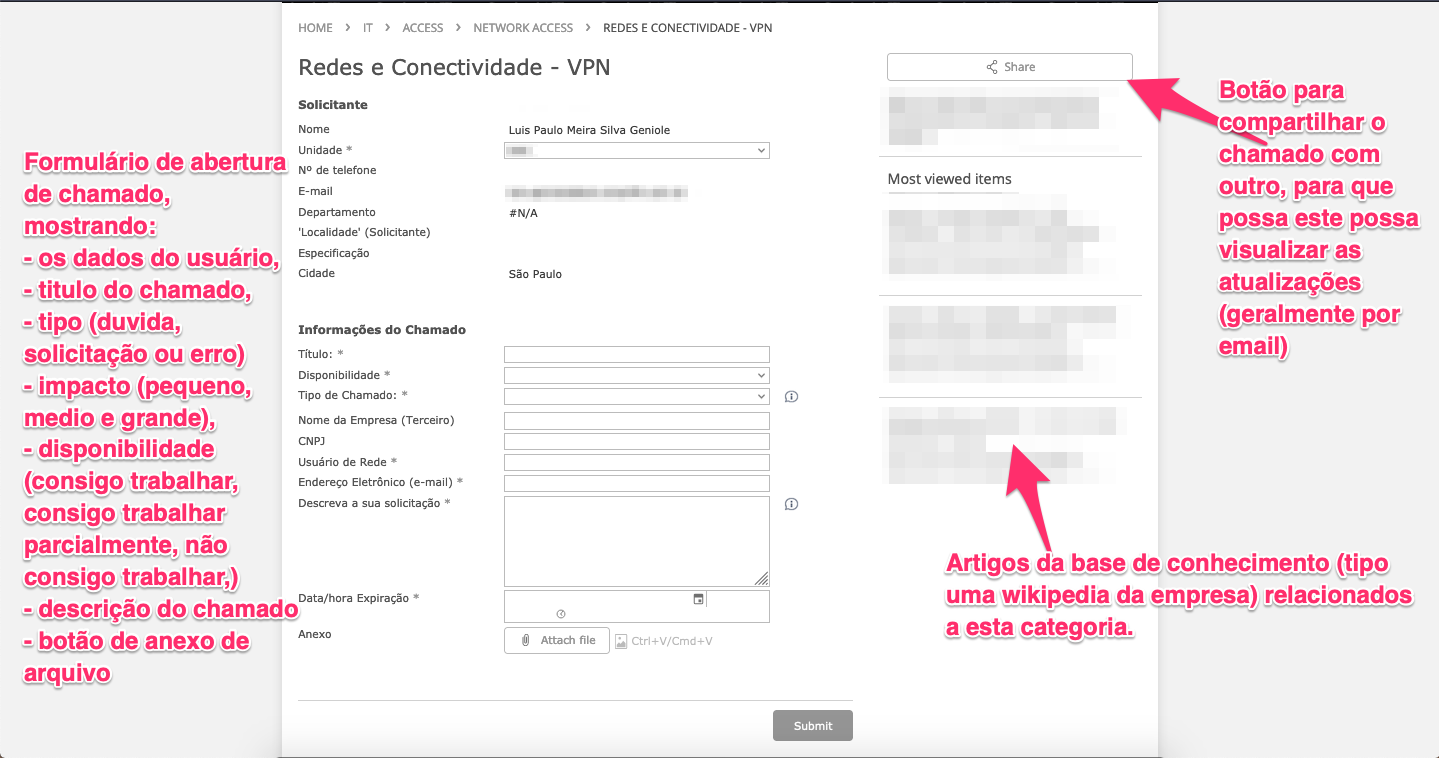 HOME > IT > ACCESS > NETWORK ACCESS > REDES E CONECTIVIDADE - VPN
Redes e Conectividade - VPN
Solicitante
Nome Luis Paulo Meira Silva Geniole
Unidade *
Nº de telefone
E-mail
Departamento #N/A
'Localidade' (Solicitante)
Especificação
Cidade São Paulo
Informações do Chamado
Título: *
Disponibilidade *
Tipo de Chamado: *
Nome da Empresa (Terceiro)
CNPJ
Usuário de Rede *
Endereço Eletrônico (e-mail) *
Descreva a sua solicitação *
Data/hora Expiração *
Anexo Attach file Ctrl+V/Cmd+V
Submit
Share
Most viewed items
Formulário de abertura
de chamado,
mostrando:
- os dados do usuário,
- titulo do chamado,
- tipo (duvida,
solicitação ou erro)
- impacto (pequeno,
medio e grande),
- disponibilidade
(consigo trabalhar,
consigo trabalhar
parcialmente, não
consigo trabalhar,)
- descrição do chamado
- botão de anexo de
arquivo
Botão para
compartilhar o
chamado com
outro, para que
possa este possa
visualizar as
atualizações
(geralmente por
email)
Artigos da base de conhecimento (tipo
uma wikipedia da empresa) relacionados
a esta categoria.